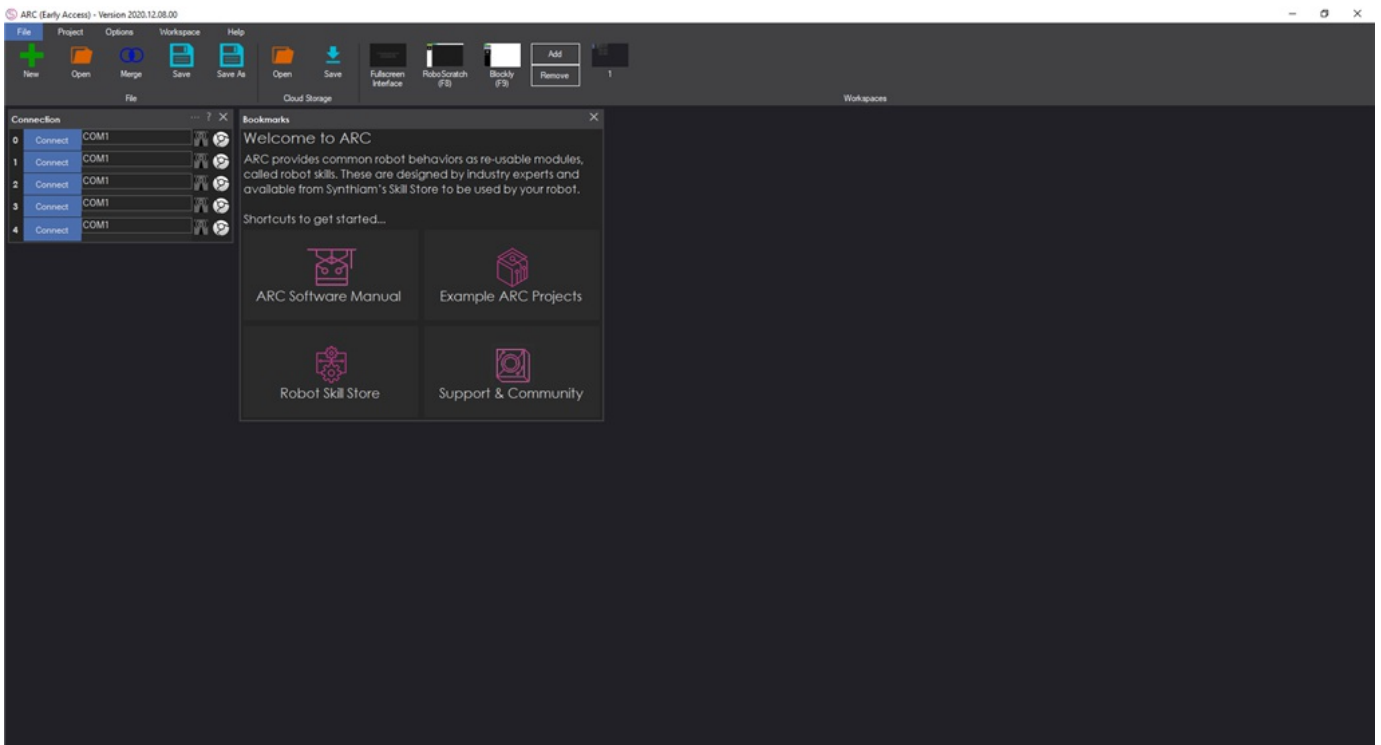 ARC (Early Access) - Version 2020.12.08.00
File Project Options Workspace Help
New Open Merge Save Save As Open Save Fullscreen Interface RoboScratch (F8) Blockly (F9) Add Remove 1
File Cloud Storage Workspaces
Connection ... ? X
0 Connect COM1
1 Connect COM1
2 Connect COM1
3 Connect COM1
4 Connect COM1
Bookmarks
Welcome to ARC
ARC provides common robot behaviors as re-usable modules,
called robot skills. These are designed by industry experts and
available from Synthiam's Skill Store to be used by your robot.
Shortcuts to get started...
ARC Software Manual
Example ARC Projects
Robot Skill Store
Support & Community